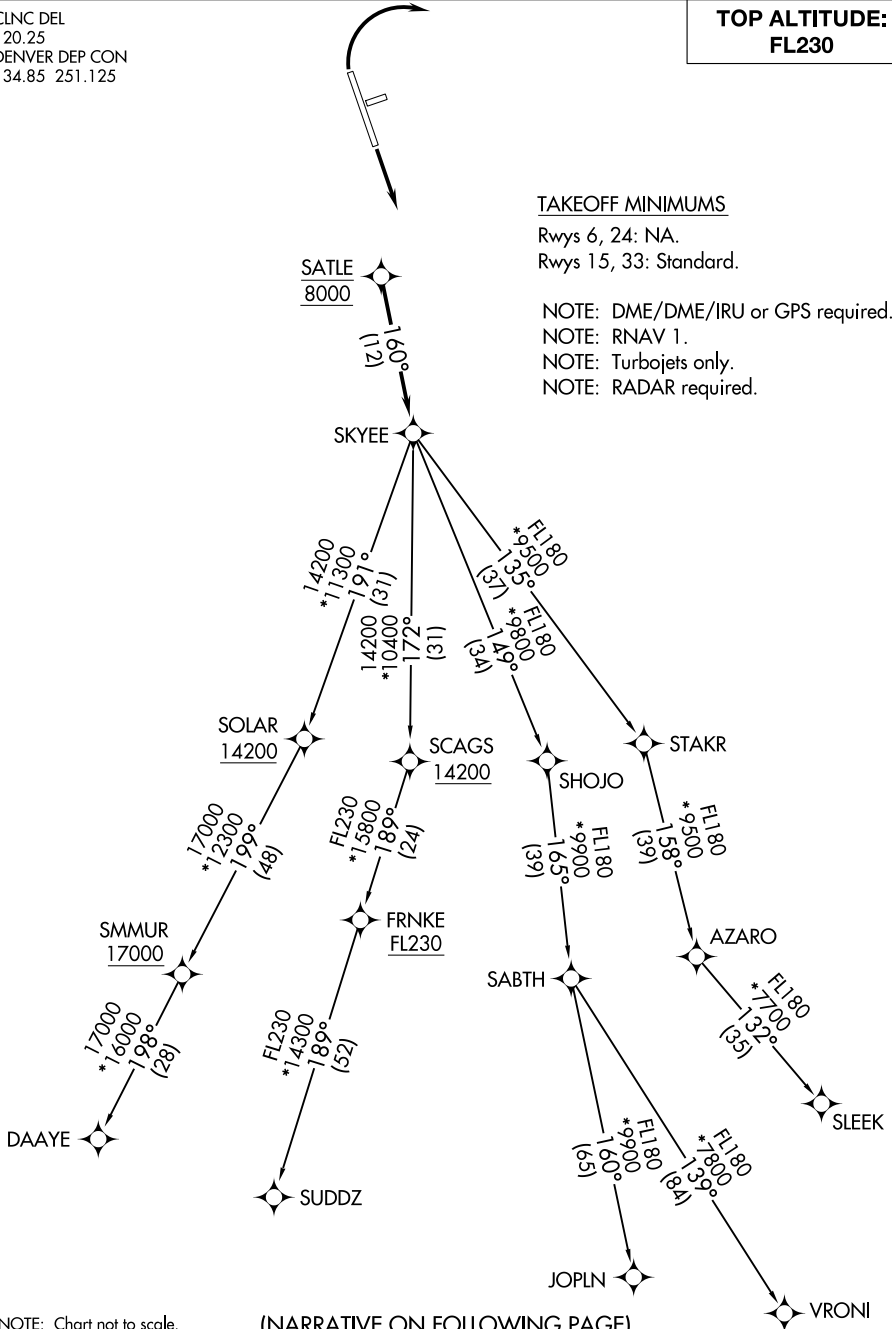 CLNC DEL
20.25
DENVER DEP CON
34.85 251.125
TOP ALTITUDE:
FL230
TAKEOFF MINIMUMS
Rwys 6, 24: NA.
Rwys 15, 33: Standard.
NOTE: DME/DME/IRU or GPS required.
NOTE: RNAV 1.
NOTE: Turbojets only.
NOTE: RADAR required.
SATLE
8000
160°
(12)
SKYEE
14200
*11300
191°
(31)
14200
*10400
172°
(31)
FL180
*9800
149°
(34)
FL180
*9500
135°
(37)
SOLAR
14200
SCAGS
14200
SHOJO
STAKR
17000
*12300
199°
(48)
FL230
*15800
189°
(24)
FL180
*9900
165°
(39)
FL180
*9500
158°
(39)
SMMUR
17000
FRNKE
FL230
SABTH
AZARO
17000
*16000
198°
(28)
FL230
*14300
189°
(52)
FL180
*9900
160°
(65)
FL180
*7800
139°
(84)
FL180
*7700
132°
(35)
DAAYE
SUDDZ
JOPLN
VRONI
SLEEK
NOTE: Chart not to scale.
(NARRATIVE ON FOLLOWING PAGE)